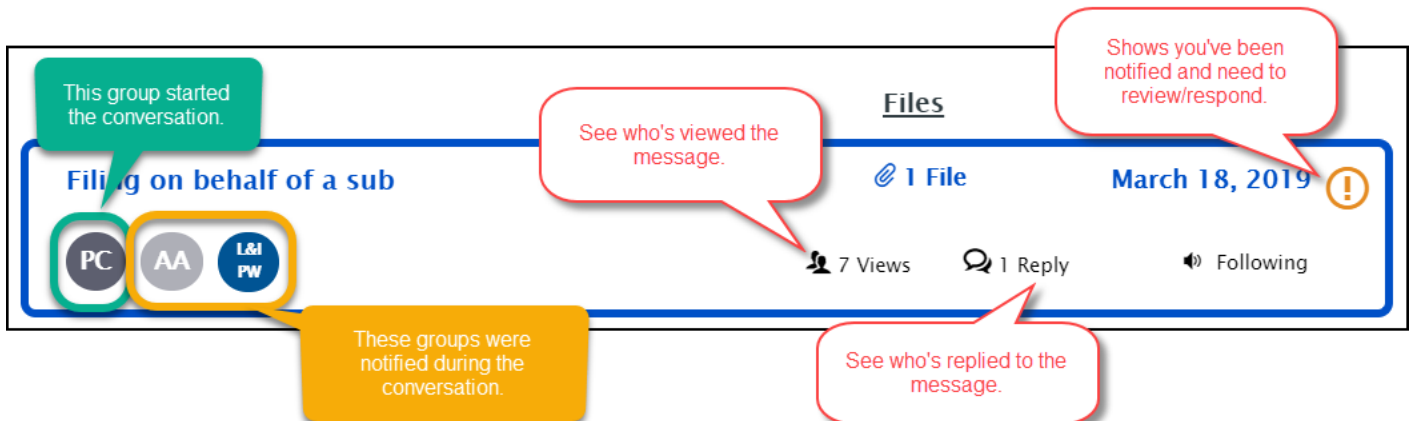 This group started
the conversation.
See who's viewed the
message.
Files
Shows you've been
notified and need to
review/respond.
Filing on behalf of a sub
1 File
March 18, 2019
PC
AA
L&I
PW
7 Views
1 Reply
Following
These groups were
notified during the
conversation.
See who's replied to the
message.